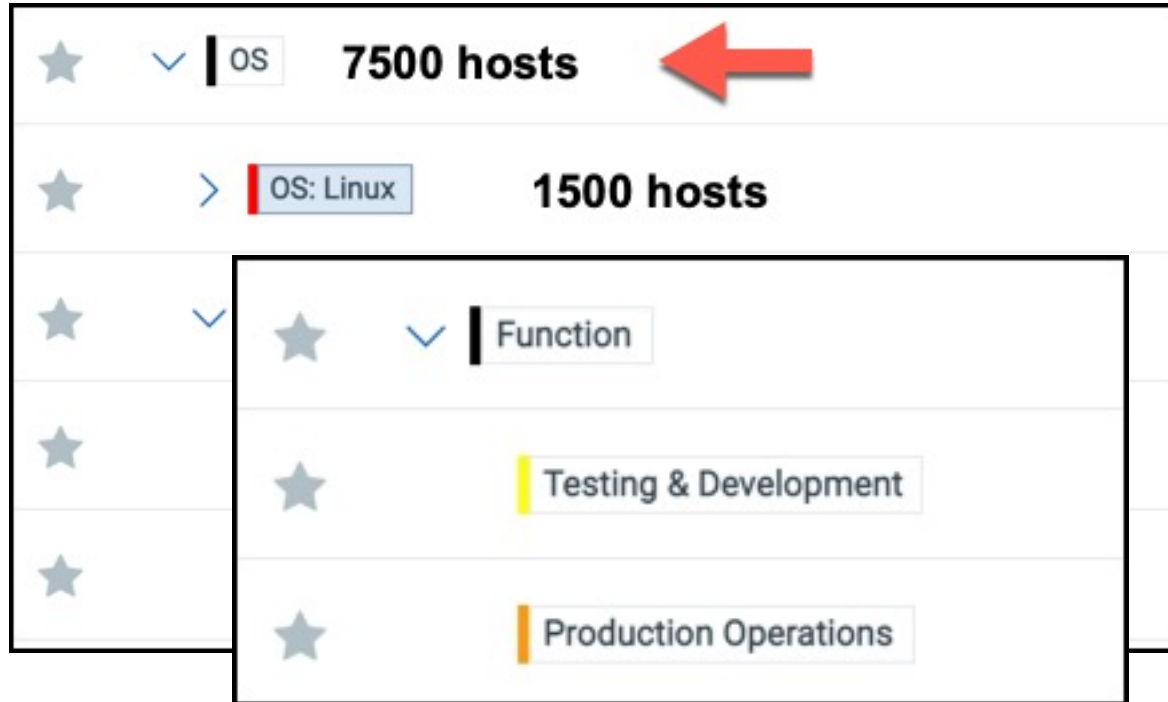 OS 7500 hosts
OS: Linux 1500 hosts
Function
Testing & Development
Production Operations